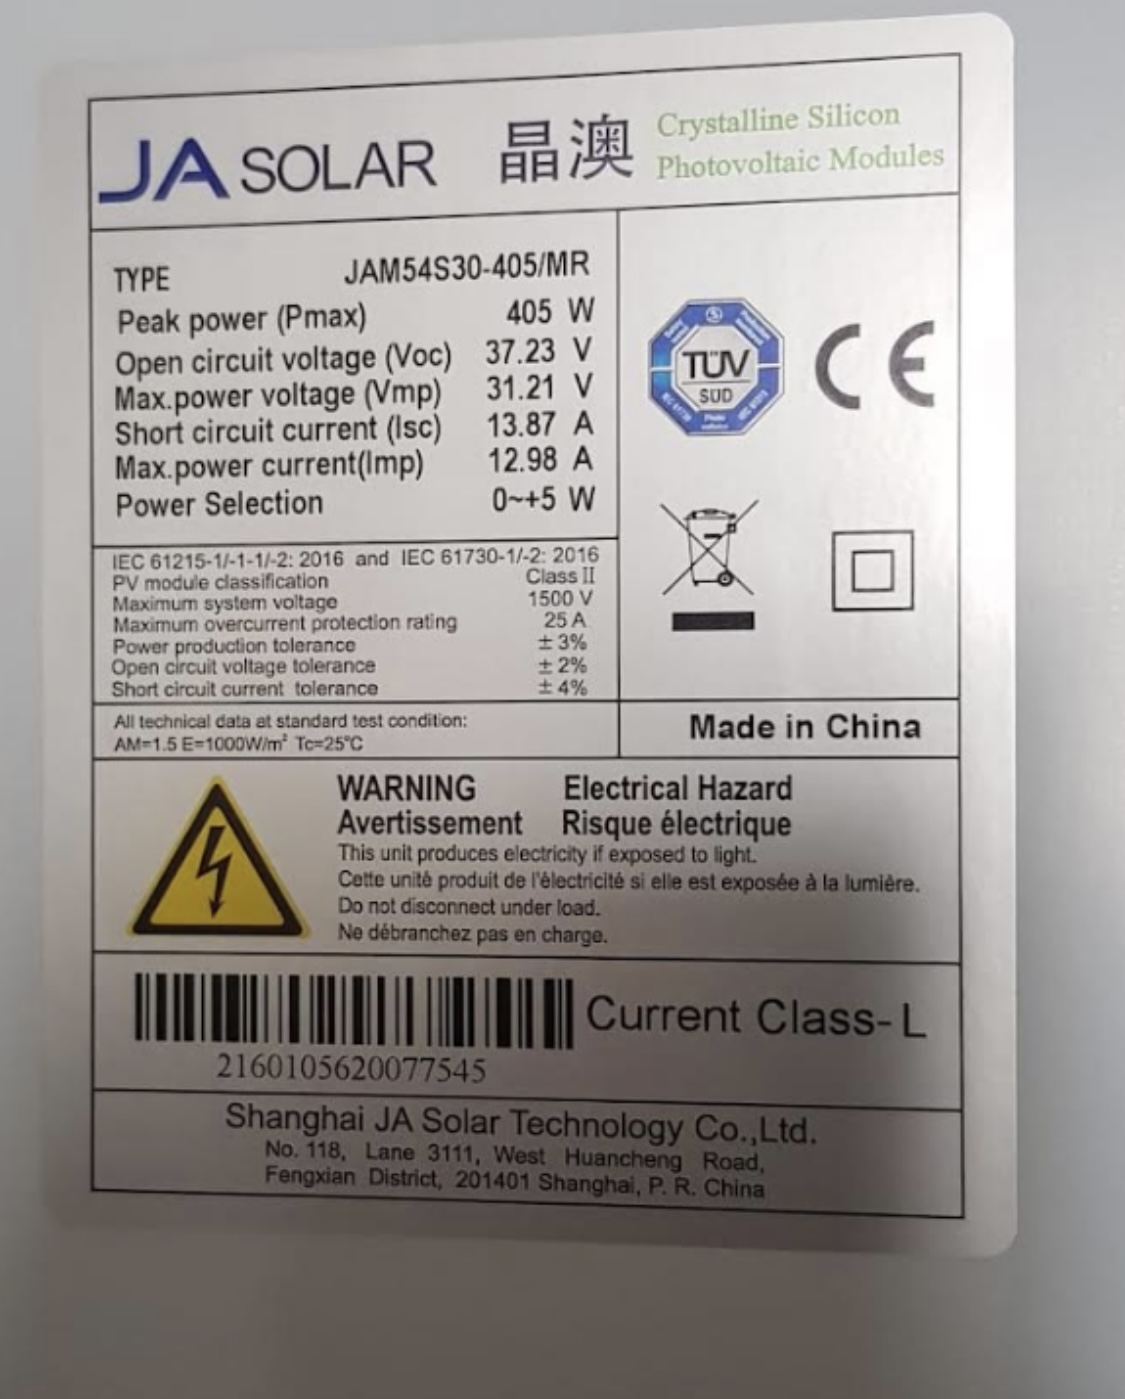 JA SOLAR 晶澳 Crystalline Silicon
Photovoltaic Modules
TYPE JAM54S30-405/MR
Peak power (Pmax) 405 W
Open circuit voltage (Voc) 37.23 V
Max.power voltage (Vmp) 31.21 V
Short circuit current (Isc) 13.87 A
Max.power current(Imp) 12.98 A
Power Selection 0~+5 W
TÜV
SÜD
CE
IEC 61215-1/-1-1/-2: 2016 and IEC 61730-1/-2: 2016
PV module classification Class II
Maximum system voltage 1500 V
Maximum overcurrent protection rating 25 A
Power production tolerance ± 3%
Open circuit voltage tolerance ± 2%
Short circuit current tolerance ± 4%
All technical data at standard test condition:
AM=1.5 E=1000W/m² Tc=25℃
Made in China
WARNING Electrical Hazard
Avertissement Risque électrique
This unit produces electricity if exposed to light.
Cette unité produit de l'électricité si elle est exposée à la lumière.
Do not disconnect under load.
Ne débranchez pas en charge.
Current Class- L
2160105620077545
Shanghai JA Solar Technology Co.,Ltd.
No. 118, Lane 3111, West Huancheng Road,
Fengxian District, 201401 Shanghai, P. R. China